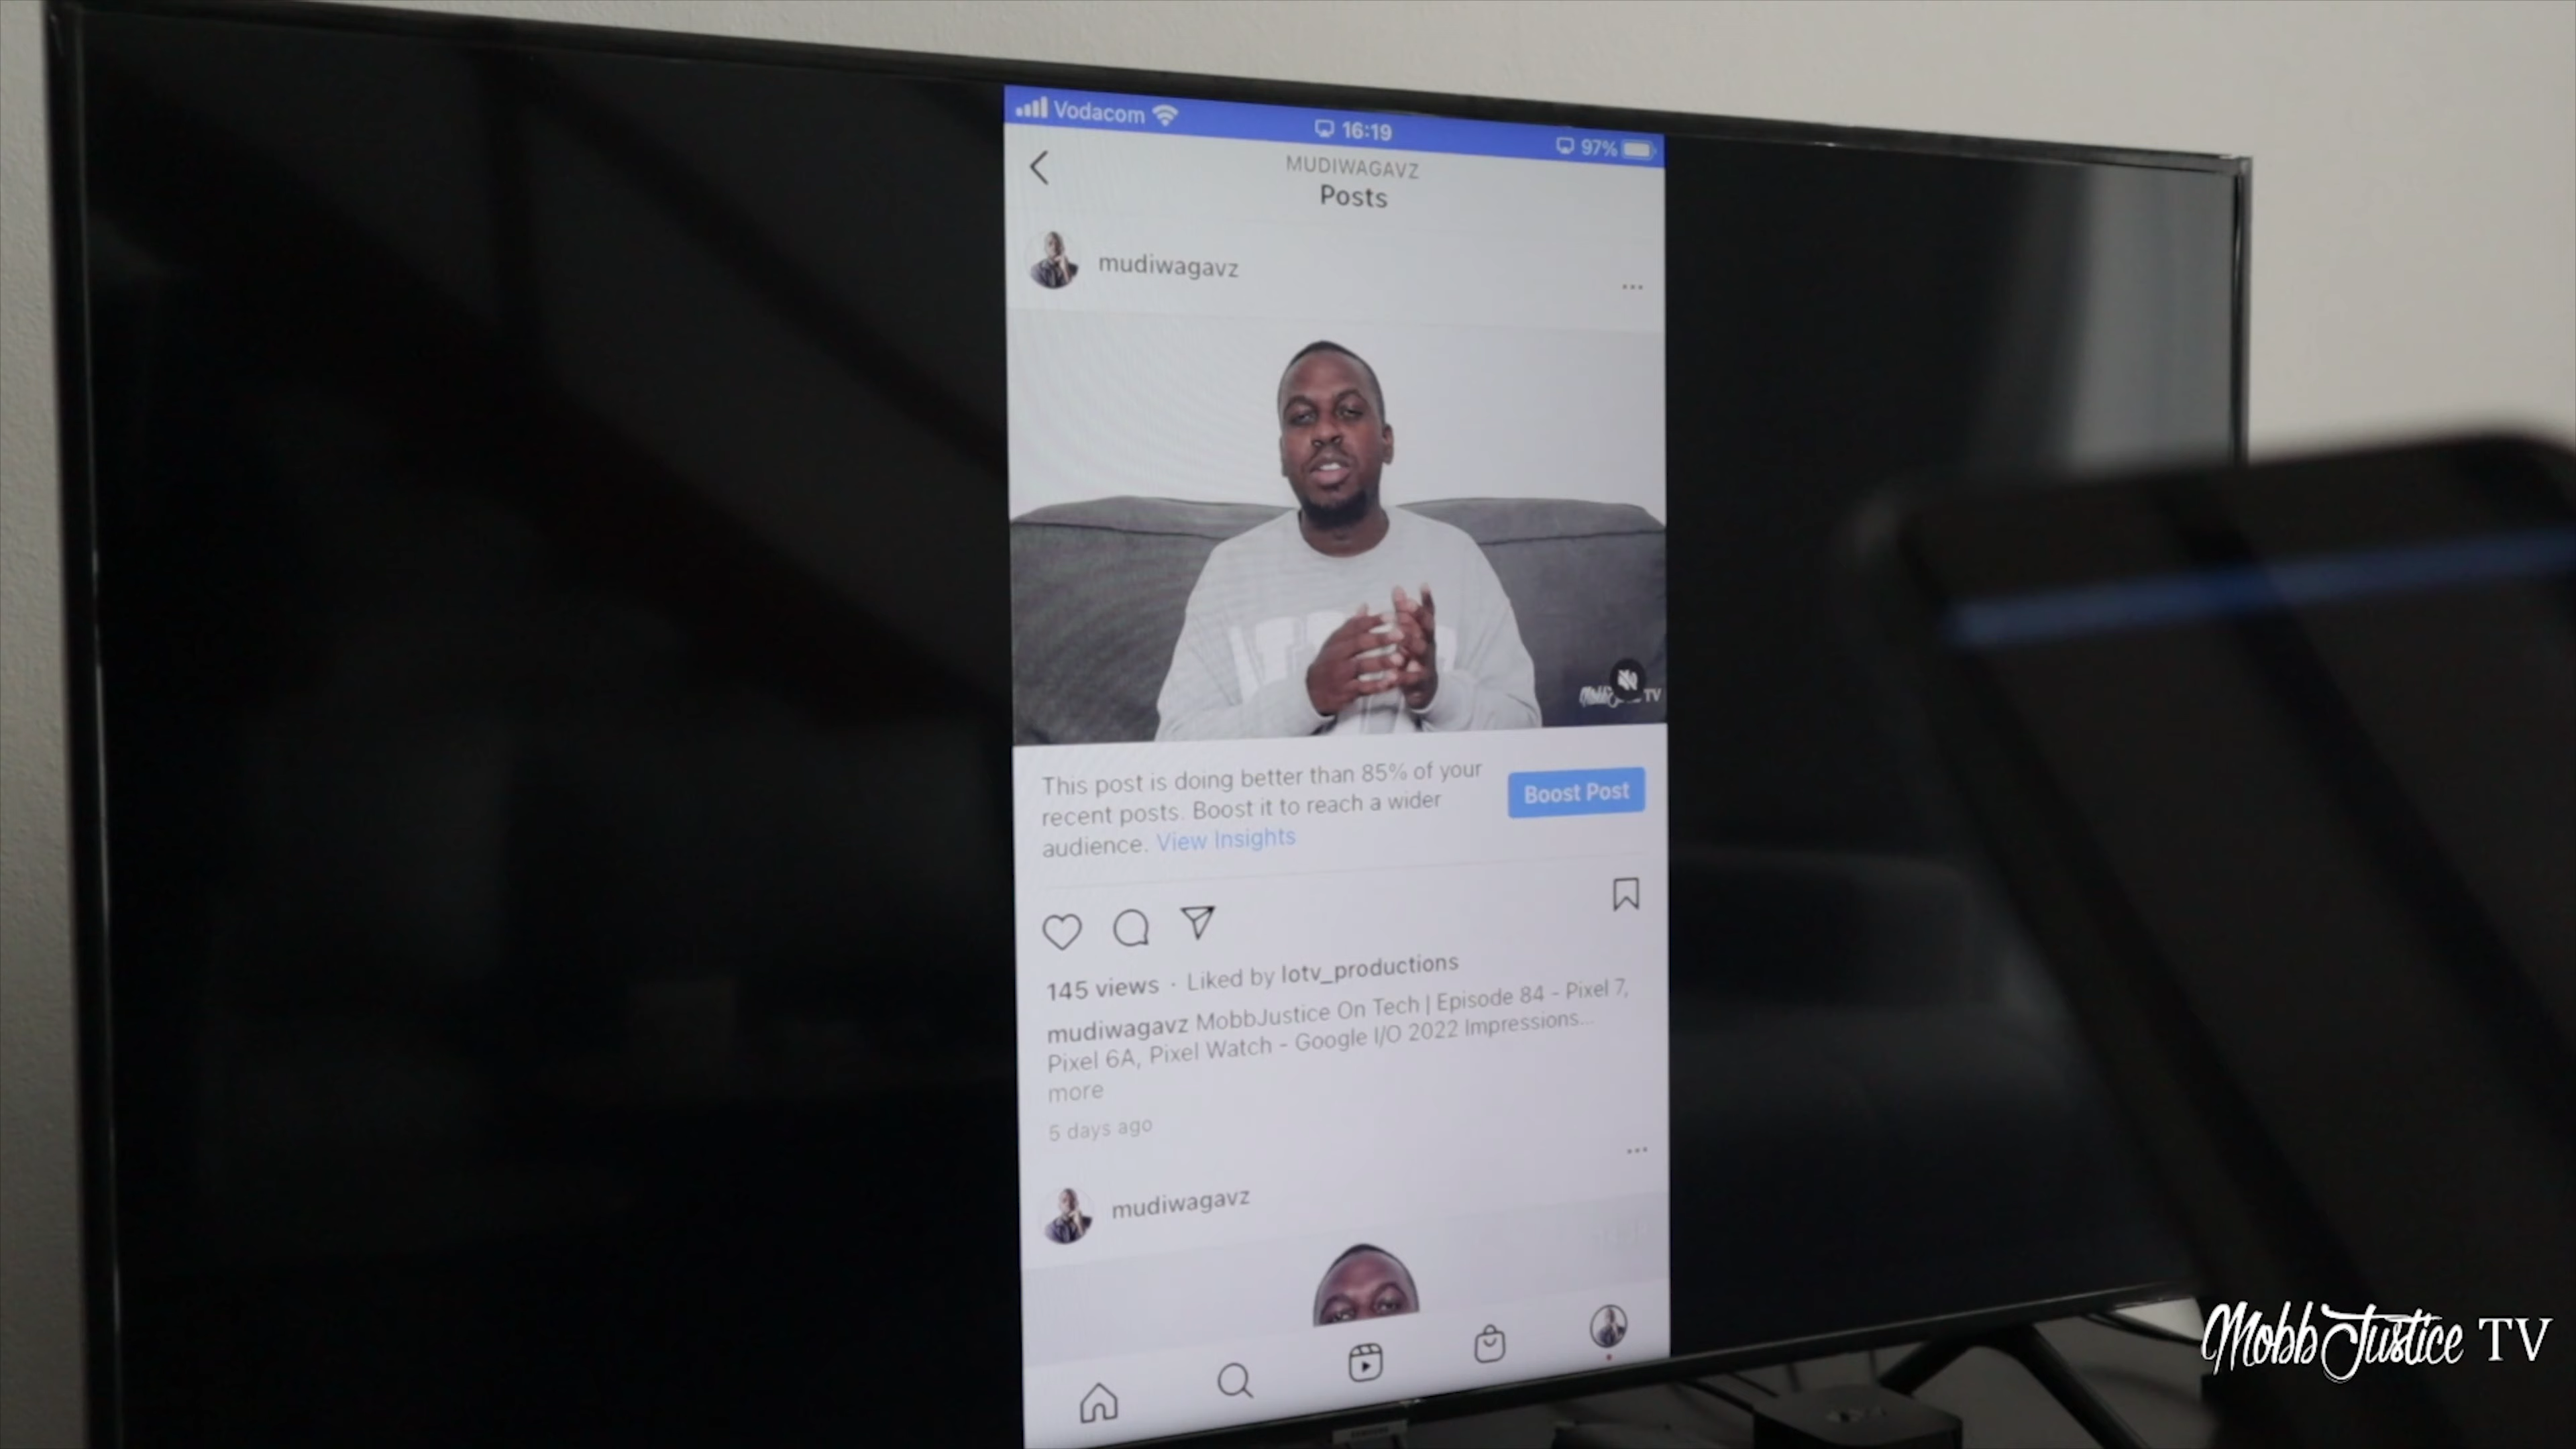 Vodacom
16:19
97%
MUDIWAGAVZ
Posts
mudiwagavz
TV
This post is doing better than 85% of your
recent posts. Boost it to reach a wider
audience. View Insights
Boost Post
145 views · Liked by lotv_productions
mudiwagavz MobbJustice On Tech | Episode 84 - Pixel 7,
Pixel 6A, Pixel Watch - Google I/O 2022 Impressions...
more
5 days ago
mudiwagavz
SAMSUNG
MobbJustice TV